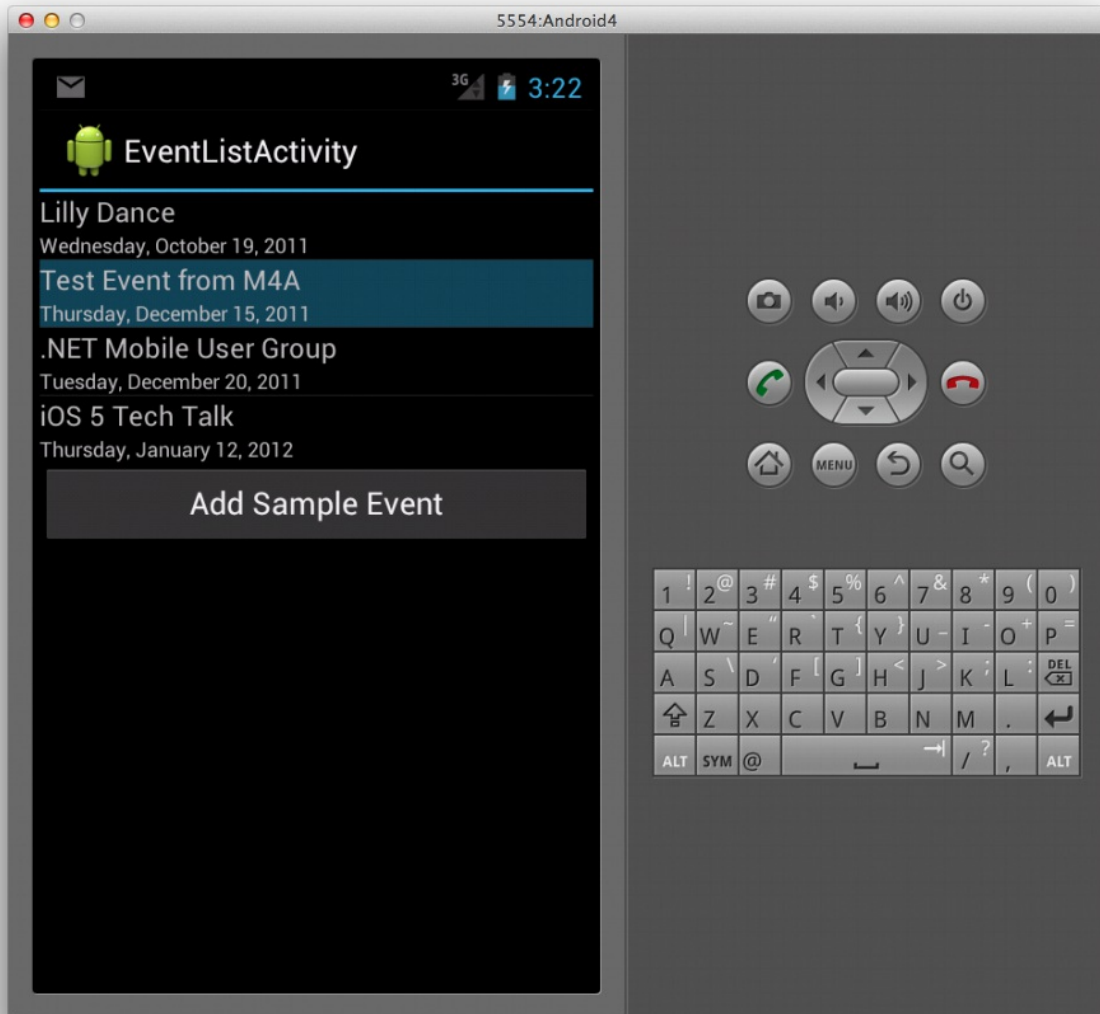 5554:Android4
3G 3:22
EventListActivity
Lilly Dance
Wednesday, October 19, 2011
Test Event from M4A
Thursday, December 15, 2011
.NET Mobile User Group
Tuesday, December 20, 2011
iOS 5 Tech Talk
Thursday, January 12, 2012
Add Sample Event
MENU
1 ! 2 @ 3 # 4 $ 5 % 6 ^ 7 & 8 * 9 ( 0 )
Q | W ~ E " R ` T { Y } U _ I - O + P =
A S \ D ' F [ G ] H < J > K ; L : DEL
Z X C V B N M .
ALT SYM @ / ? , ALT